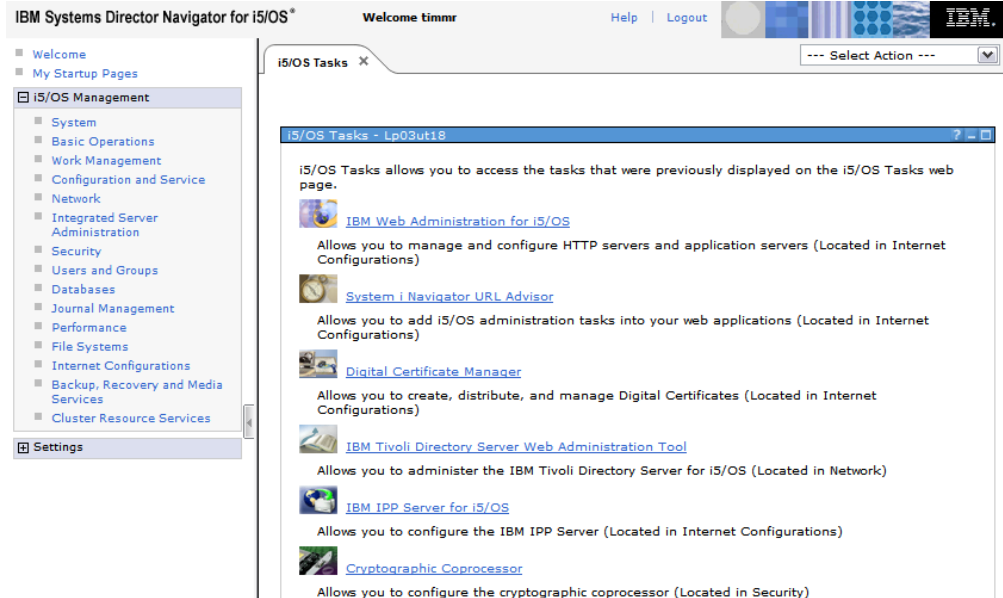 IBM Systems Director Navigator for i5/OS®
Welcome timmr
Help | Logout
IBM.
Welcome
My Startup Pages
i5/OS Management
System
Basic Operations
Work Management
Configuration and Service
Network
Integrated Server
Administration
Security
Users and Groups
Databases
Journal Management
Performance
File Systems
Internet Configurations
Backup, Recovery and Media
Services
Cluster Resource Services
Settings
i5/OS Tasks X
--- Select Action ---
i5/OS Tasks - Lp03ut18
?
i5/OS Tasks allows you to access the tasks that were previously displayed on the i5/OS Tasks web
page.
IBM Web Administration for i5/OS
Allows you to manage and configure HTTP servers and application servers (Located in Internet
Configurations)
System i Navigator URL Advisor
Allows you to add i5/OS administration tasks into your web applications (Located in Internet
Configurations)
Digital Certificate Manager
Allows you to create, distribute, and manage Digital Certificates (Located in Internet
Configurations)
IBM Tivoli Directory Server Web Administration Tool
Allows you to administer the IBM Tivoli Directory Server for i5/OS (Located in Network)
IBM IPP Server for i5/OS
Allows you to configure the IBM IPP Server (Located in Internet Configurations)
Cryptographic Coprocessor
Allows you to configure the cryptographic coprocessor (Located in Security)